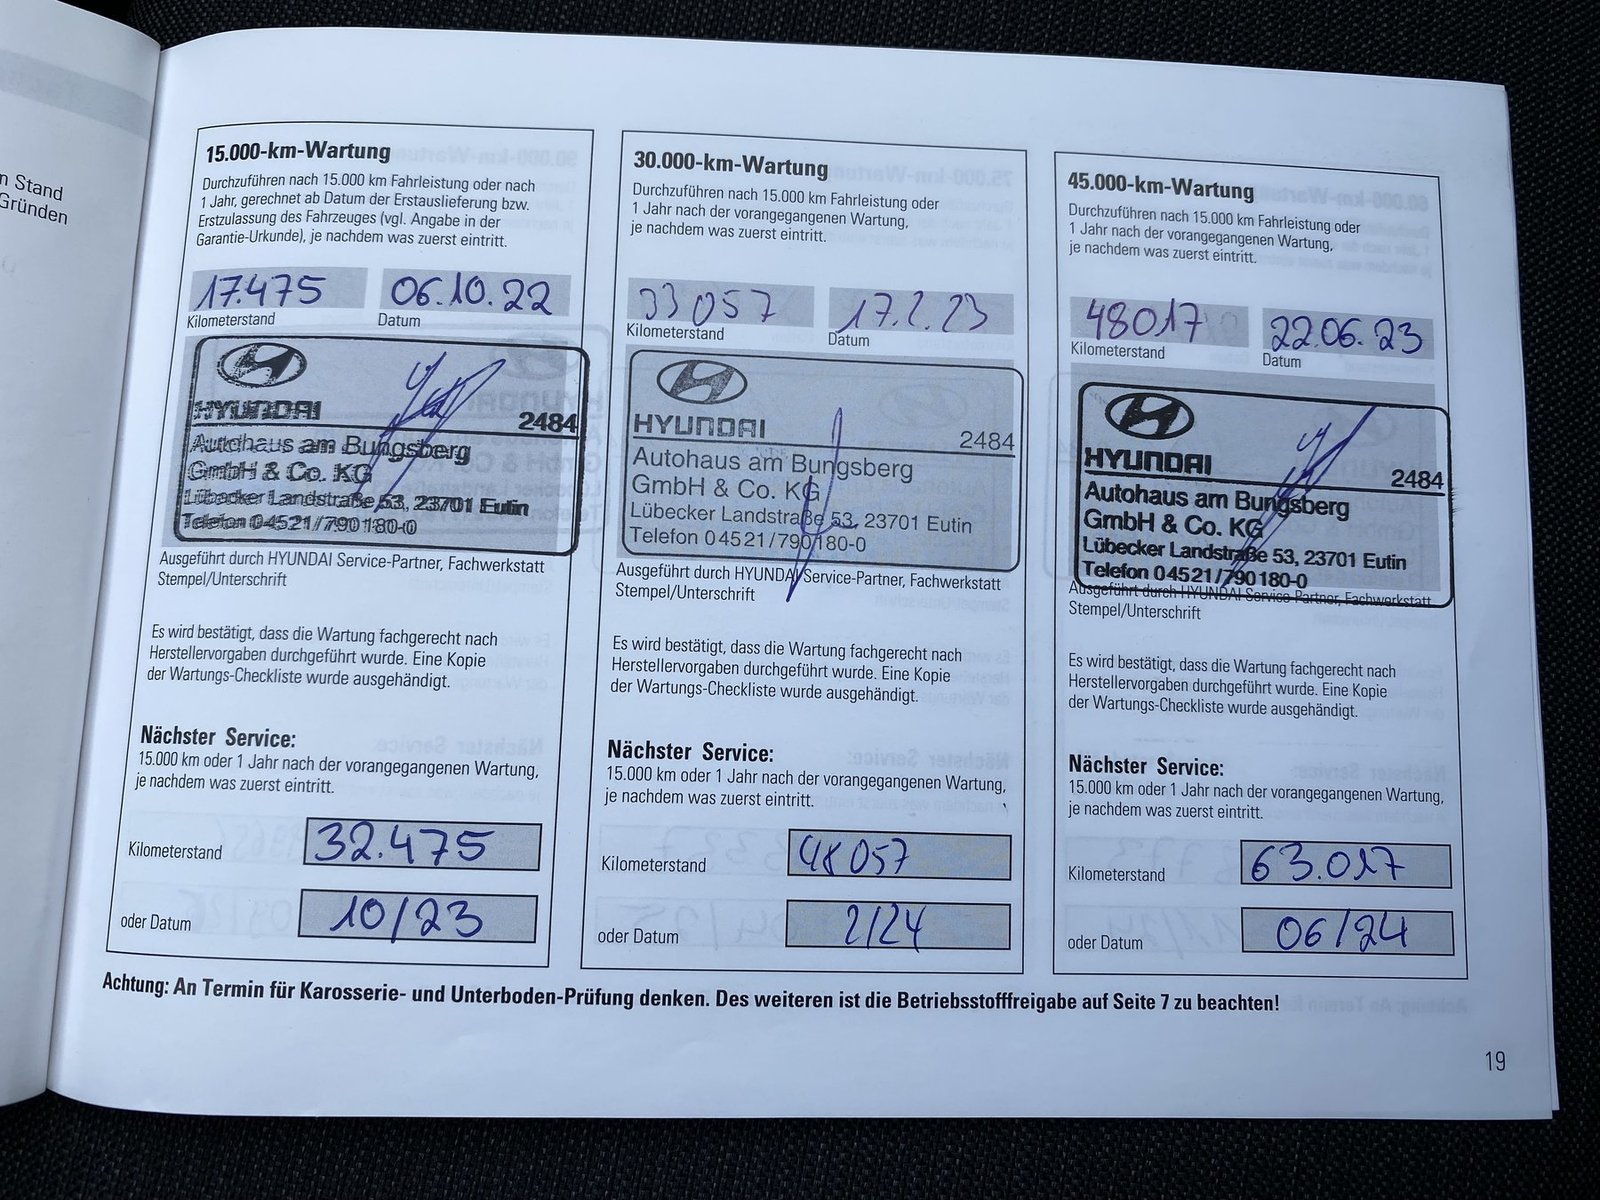 n Stand
Gründen
15.000-km-Wartung
Durchzuführen nach 15.000 km Fahrleistung oder nach
1 Jahr, gerechnet ab Datum der Erstauslieferung bzw.
Erstzulassung des Fahrzeuges (vgl. Angabe in der
Garantie-Urkunde), je nachdem was zuerst eintritt.
17.475 06.10.22
Kilometerstand Datum
HYUNDAI 2484
Autohaus am Bungsberg
GmbH & Co. KG
Lübecker Landstraße 53, 23701 Eutin
Telefon 04521/790180-0
Ausgeführt durch HYUNDAI Service-Partner, Fachwerkstatt
Stempel/Unterschrift
Es wird bestätigt, dass die Wartung fachgerecht nach
Herstellervorgaben durchgeführt wurde. Eine Kopie
der Wartungs-Checkliste wurde ausgehändigt.
Nächster Service:
15.000 km oder 1 Jahr nach der vorangegangenen Wartung,
je nachdem was zuerst eintritt.
Kilometerstand 32.475
oder Datum 10/23
30.000-km-Wartung
Durchzuführen nach 15.000 km Fahrleistung oder
1 Jahr nach der vorangegangenen Wartung,
je nachdem was zuerst eintritt.
33057 17.2.23
Kilometerstand Datum
HYUNDAI 2484
Autohaus am Bungsberg
GmbH & Co. KG
Lübecker Landstraße 53, 23701 Eutin
Telefon 04521/790180-0
Ausgeführt durch HYUNDAI Service-Partner, Fachwerkstatt
Stempel/Unterschrift
Es wird bestätigt, dass die Wartung fachgerecht nach
Herstellervorgaben durchgeführt wurde. Eine Kopie
der Wartungs-Checkliste wurde ausgehändigt.
Nächster Service:
15.000 km oder 1 Jahr nach der vorangegangenen Wartung,
je nachdem was zuerst eintritt.
Kilometerstand 48057
oder Datum 2/24
45.000-km-Wartung
Durchzuführen nach 15.000 km Fahrleistung oder
1 Jahr nach der vorangegangenen Wartung,
je nachdem was zuerst eintritt.
48017 22.06.23
Kilometerstand Datum
HYUNDAI 2484
Autohaus am Bungsberg
GmbH & Co. KG
Lübecker Landstraße 53, 23701 Eutin
Telefon 04521/790180-0
Ausgeführt durch HYUNDAI Service-Partner, Fachwerkstatt
Stempel/Unterschrift
Es wird bestätigt, dass die Wartung fachgerecht nach
Herstellervorgaben durchgeführt wurde. Eine Kopie
der Wartungs-Checkliste wurde ausgehändigt.
Nächster Service:
15.000 km oder 1 Jahr nach der vorangegangenen Wartung,
je nachdem was zuerst eintritt.
Kilometerstand 63.017
oder Datum 06/24
Achtung: An Termin für Karosserie- und Unterboden-Prüfung denken. Des weiteren ist die Betriebsstofffreigabe auf Seite 7 zu beachten!
19